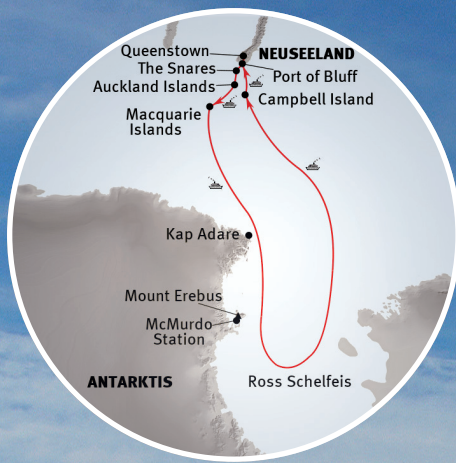 Queenstown
NEUSEELAND
The Snares
Port of Bluff
Auckland Islands
Campbell Island
Macquarie
Islands
Kap Adare
Mount Erebus
McMurdo
Station
ANTARKTIS
Ross Schelfeis